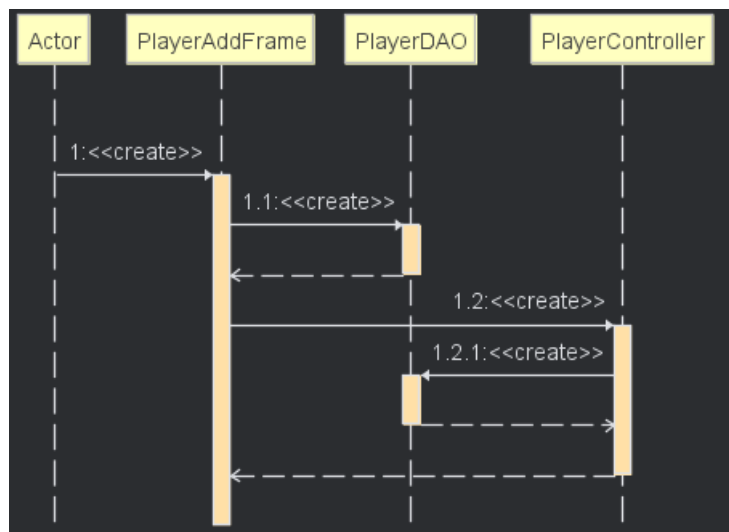 Actor
PlayerAddFrame
PlayerDAO
PlayerController
1:<<create>>
1.1:<<create>>
1.2:<<create>>
1.2.1:<<create>>